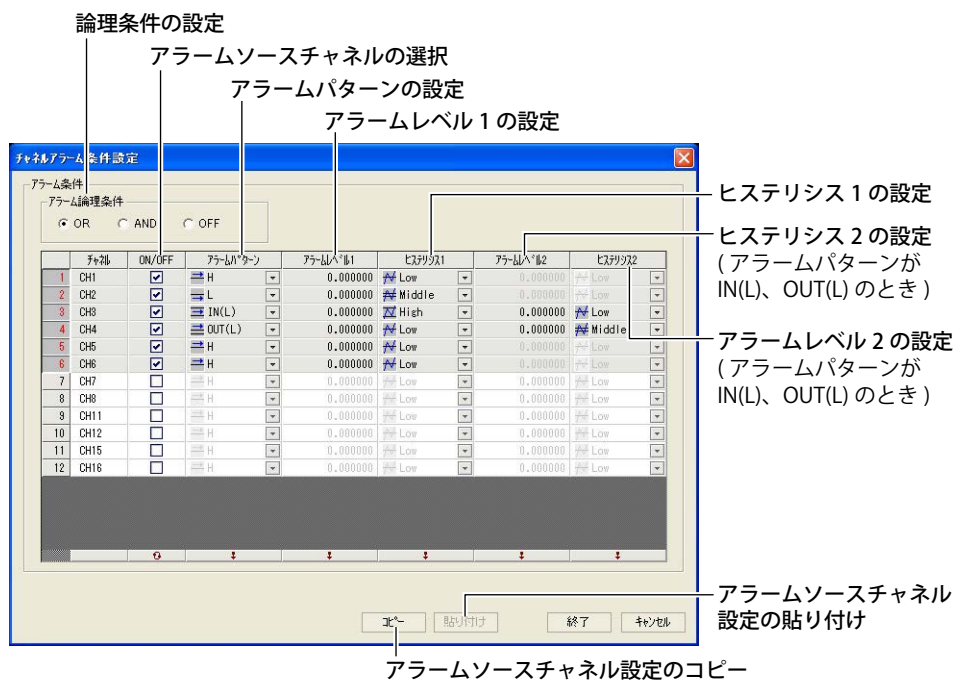 論理条件の設定
アラームソースチャネルの選択
アラームパターンの設定
アラームレベル 1 の設定
チャネルアラーム条件設定
アラーム条件
アラーム論理条件
OR AND OFF
チャネル ON/OFF アラームパターン アラームレベル1 ヒステリシス1 アラームレベル2 ヒステリシス2
1 CH1 H 0.000000 Low 0.000000 Low
2 CH2 L 0.000000 Middle 0.000000 Low
3 CH3 IN(L) 0.000000 High 0.000000 Low
4 CH4 OUT(L) 0.000000 Low 0.000000 Middle
5 CH5 H 0.000000 Low 0.000000 Low
6 CH6 H 0.000000 Low 0.000000 Low
7 CH7 H 0.000000 Low 0.000000 Low
8 CH8 H 0.000000 Low 0.000000 Low
9 CH11 H 0.000000 Low 0.000000 Low
10 CH12 H 0.000000 Low 0.000000 Low
11 CH15 H 0.000000 Low 0.000000 Low
12 CH16 H 0.000000 Low 0.000000 Low
コピー 貼り付け 終了 キャンセル
ヒステリシス 1 の設定
ヒステリシス 2 の設定
( アラームパターンが
IN(L)、OUT(L) のとき )
アラームレベル 2 の設定
( アラームパターンが
IN(L)、OUT(L) のとき )
アラームソースチャネル
設定の貼り付け
アラームソースチャネル設定のコピー